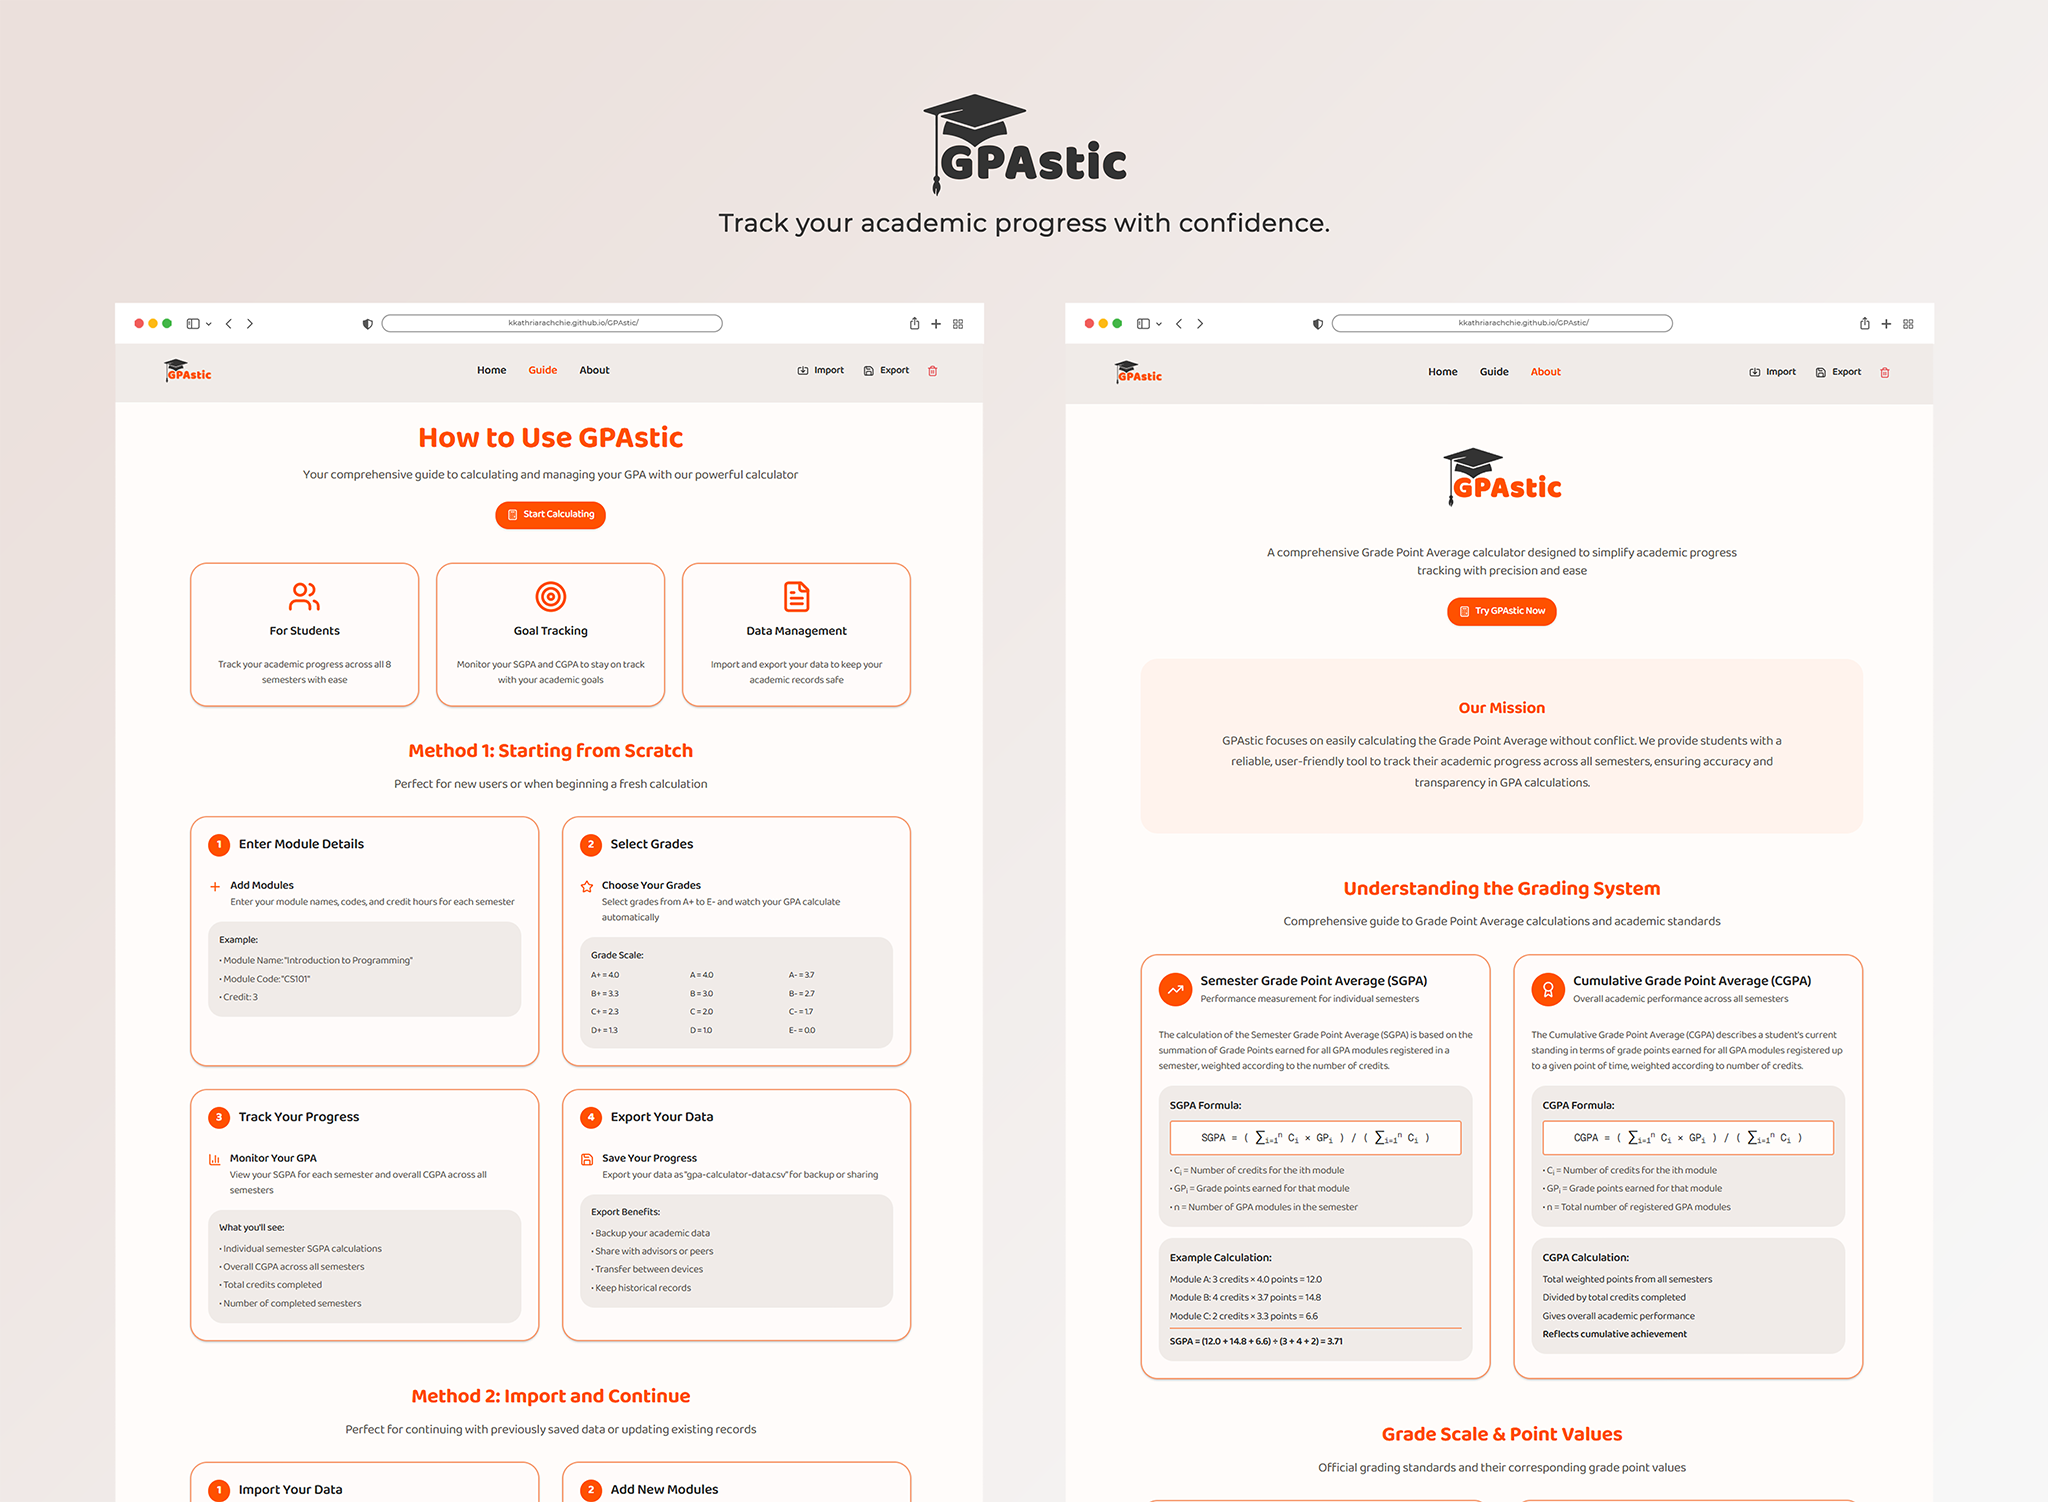 GPAstic
Track your academic progress with confidence.
kkathriarachchie.github.io/GPAstic/
GPAstic
Home
Guide
About
Import
Export
How to Use GPAstic
Your comprehensive guide to calculating and managing your GPA with our powerful calculator
Start Calculating
For Students
Track your academic progress across all 8
semesters with ease
Goal Tracking
Monitor your SGPA and CGPA to stay on track
with your academic goals
Data Management
Import and export your data to keep your
academic records safe
Method 1: Starting from Scratch
Perfect for new users or when beginning a fresh calculation
1 Enter Module Details
Add Modules
Enter your module names, codes, and credit hours for each semester
Example:
• Module Name: "Introduction to Programming"
• Module Code: "CS101"
• Credit: 3
2 Select Grades
Choose Your Grades
Select grades from A+ to E- and watch your GPA calculate
automatically
Grade Scale:
A+ = 4.0 A = 4.0 A- = 3.7
B+ = 3.3 B = 3.0 B- = 2.7
C+ = 2.3 C = 2.0 C- = 1.7
D+ = 1.3 D = 1.0 E- = 0.0
3 Track Your Progress
Monitor Your GPA
View your SGPA for each semester and overall CGPA across all
semesters
What you'll see:
• Individual semester SGPA calculations
• Overall CGPA across all semesters
• Total credits completed
• Number of completed semesters
4 Export Your Data
Save Your Progress
Export your data as "gpa-calculator-data.csv" for backup or sharing
Export Benefits:
• Backup your academic data
• Share with advisors or peers
• Transfer between devices
• Keep historical records
Method 2: Import and Continue
Perfect for continuing with previously saved data or updating existing records
1 Import Your Data
2 Add New Modules
kkathriarachchie.github.io/GPAstic/
GPAstic
Home
Guide
About
Import
Export
GPAstic
A comprehensive Grade Point Average calculator designed to simplify academic progress
tracking with precision and ease
Try GPAstic Now
Our Mission
GPAstic focuses on easily calculating the Grade Point Average without conflict. We provide students with a
reliable, user-friendly tool to track their academic progress across all semesters, ensuring accuracy and
transparency in GPA calculations.
Understanding the Grading System
Comprehensive guide to Grade Point Average calculations and academic standards
Semester Grade Point Average (SGPA)
Performance measurement for individual semesters
The calculation of the Semester Grade Point Average (SGPA) is based on the
summation of Grade Points earned for all GPA modules registered in a
semester, weighted according to the number of credits.
SGPA Formula:
SGPA = ( ∑ᵢ₌₁ⁿ Cᵢ × GPᵢ ) / ( ∑ᵢ₌₁ⁿ Cᵢ )
• Cᵢ = Number of credits for the ith module
• GPᵢ = Grade points earned for that module
• n = Number of GPA modules in the semester
Example Calculation:
Module A: 3 credits × 4.0 points = 12.0
Module B: 4 credits × 3.7 points = 14.8
Module C: 2 credits × 3.3 points = 6.6
SGPA = (12.0 + 14.8 + 6.6) ÷ (3 + 4 + 2) = 3.71
Cumulative Grade Point Average (CGPA)
Overall academic performance across all semesters
The Cumulative Grade Point Average (CGPA) describes a student's current
standing in terms of grade points earned for all GPA modules registered up
to a given point of time, weighted according to number of credits.
CGPA Formula:
CGPA = ( ∑ᵢ₌₁ⁿ Cᵢ × GPᵢ ) / ( ∑ᵢ₌₁ⁿ Cᵢ )
• Cᵢ = Number of credits for the ith module
• GPᵢ = Grade points earned for that module
• n = Total number of registered GPA modules
CGPA Calculation:
Total weighted points from all semesters
Divided by total credits completed
Gives overall academic performance
Reflects cumulative achievement
Grade Scale & Point Values
Official grading standards and their corresponding grade point values